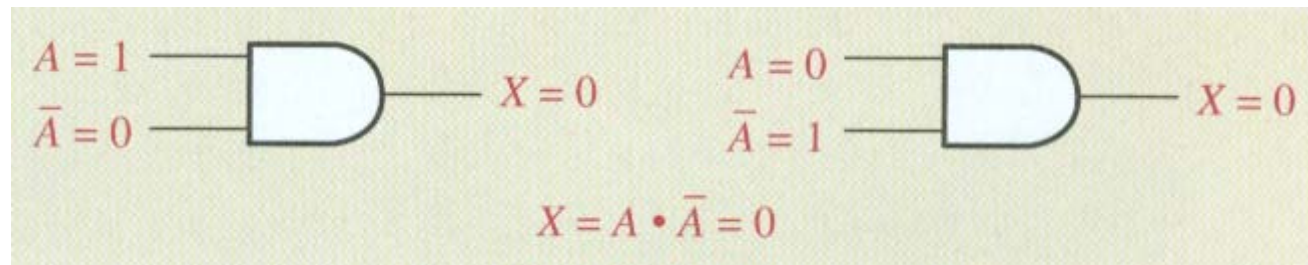 A = 1
A̅ = 0
X = 0
A = 0
A̅ = 1
X = 0
X = A • A̅ = 0